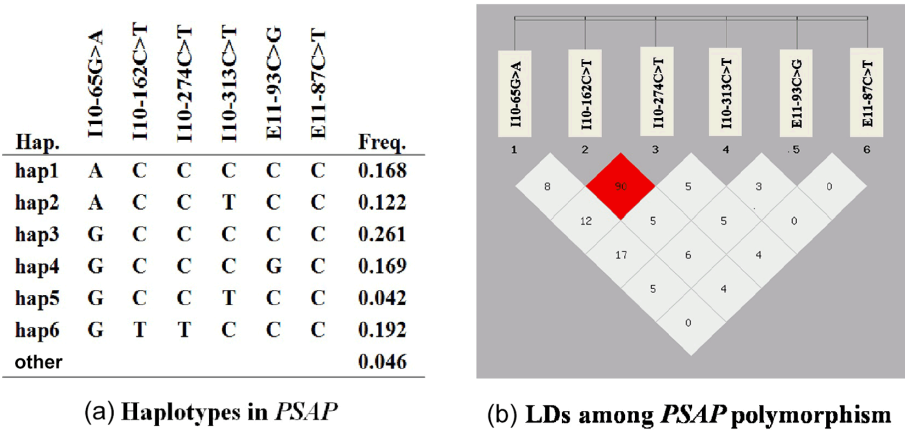 Hap. I10-65G>A I10-162C>T I10-274C>T I10-313C>T E11-93C>G E11-87C>T Freq.
hap1 A C C C C C 0.168
hap2 A C C T C C 0.122
hap3 G C C C C C 0.261
hap4 G C C C G C 0.169
hap5 G C C T C C 0.042
hap6 G T T C C C 0.192
other 0.046
(a) Haplotypes in PSAP
I10-65G>A I10-162C>T I10-274C>T I10-313C>T E11-93C>G E11-87C>T
1 2 3 4 5 6
8 90 5 3 0
12 5 5 0
17 6 4
5 4
0
(b) LDs among PSAP polymorphism